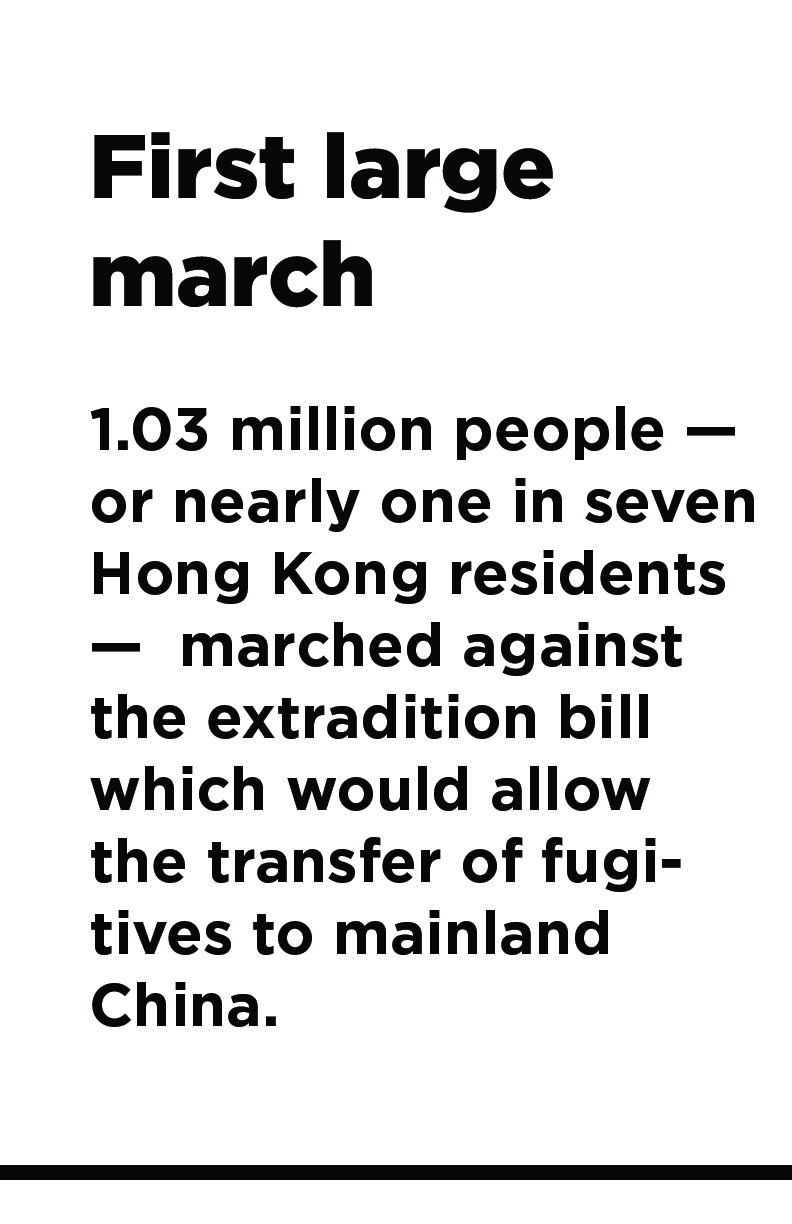 First large
march
1.03 million people —
or nearly one in seven
Hong Kong residents
—  marched against
the extradition bill
which would allow
the transfer of fugi-
tives to mainland
China.